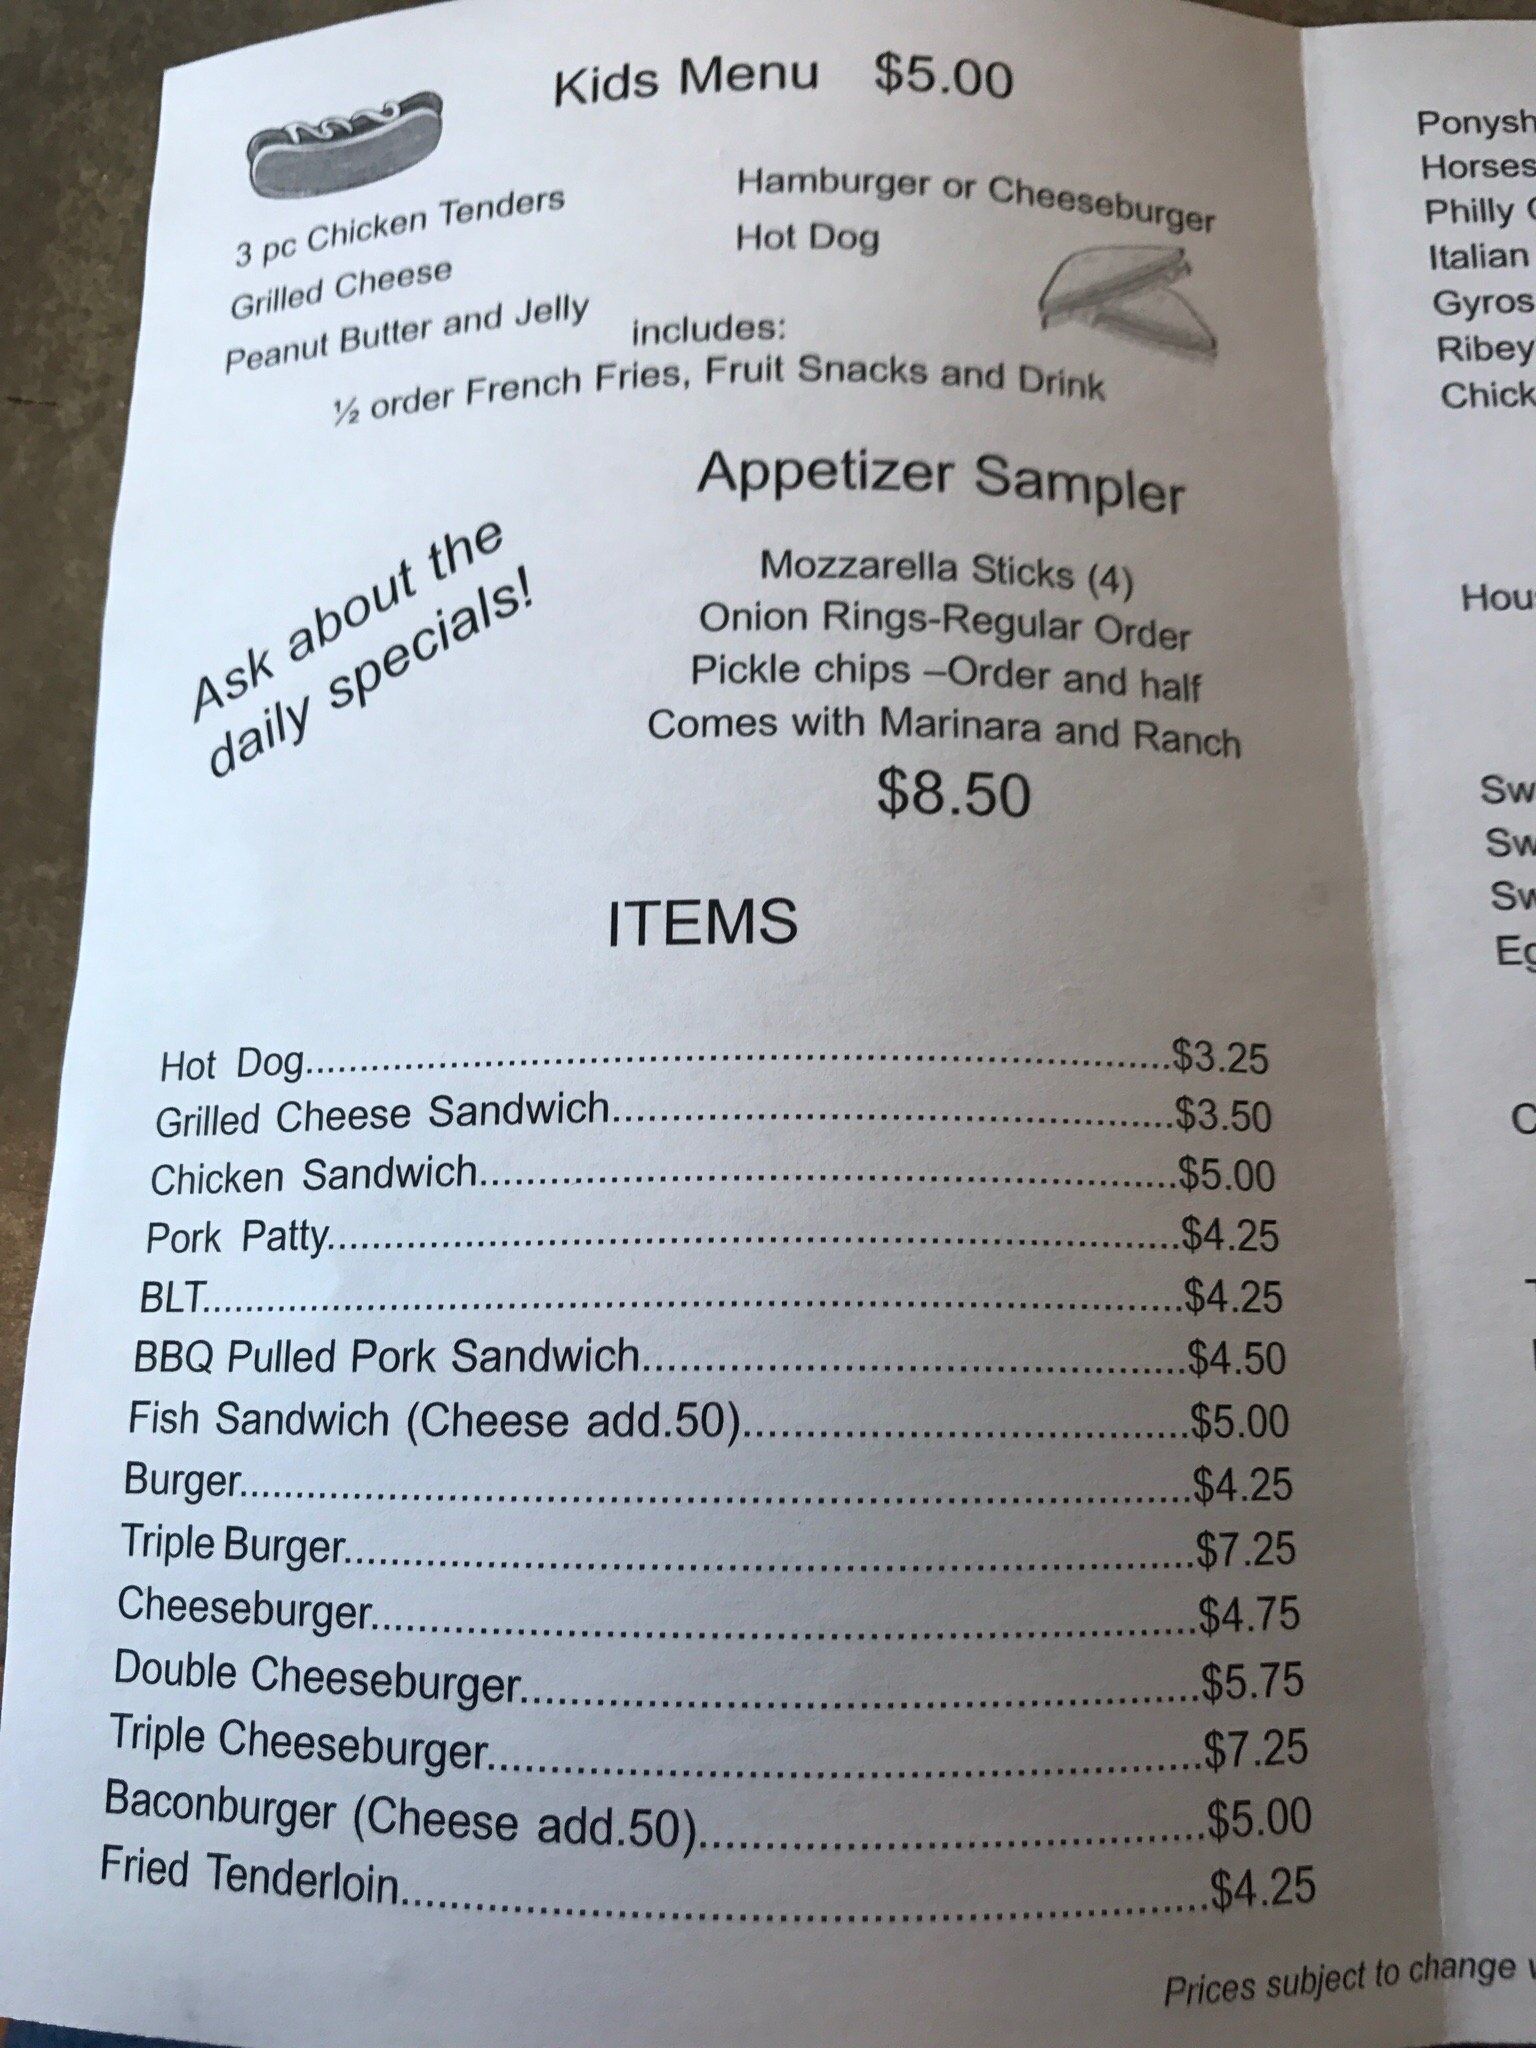 Kids Menu $5.00
3 pc Chicken Tenders
Grilled Cheese
Peanut Butter and Jelly
Hamburger or Cheeseburger
Hot Dog
includes:
½ order French Fries, Fruit Snacks and Drink
Ask about the
daily specials!
Appetizer Sampler
Mozzarella Sticks (4)
Onion Rings-Regular Order
Pickle chips –Order and half
Comes with Marinara and Ranch
$8.50
ITEMS
Hot Dog $3.25
Grilled Cheese Sandwich $3.50
Chicken Sandwich $5.00
Pork Patty $4.25
BLT $4.25
BBQ Pulled Pork Sandwich $4.50
Fish Sandwich (Cheese add.50) $5.00
Burger $4.25
Triple Burger $7.25
Cheeseburger $4.75
Double Cheeseburger $5.75
Triple Cheeseburger $7.25
Baconburger (Cheese add.50) $5.00
Fried Tenderloin $4.25
Prices subject to change
Philly
Italian
Gyros